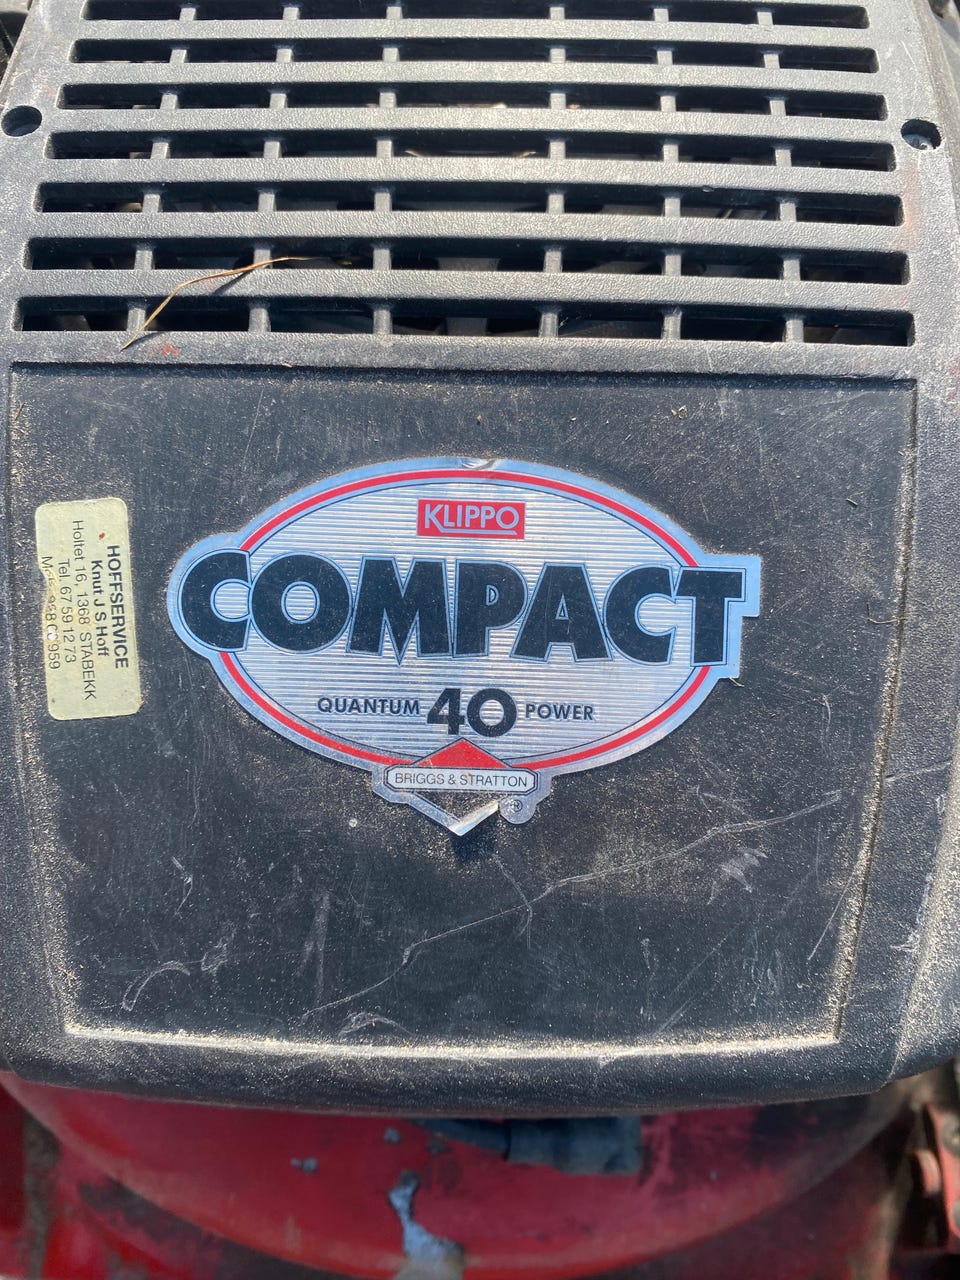 KLIPPO
COMPACT
QUANTUM 40 POWER
BRIGGS & STRATTON
®
HOFFSERVICE
Knut J S Hoff
Holtet 16, 1368 STABEKK
Tel. 67 59 12 73